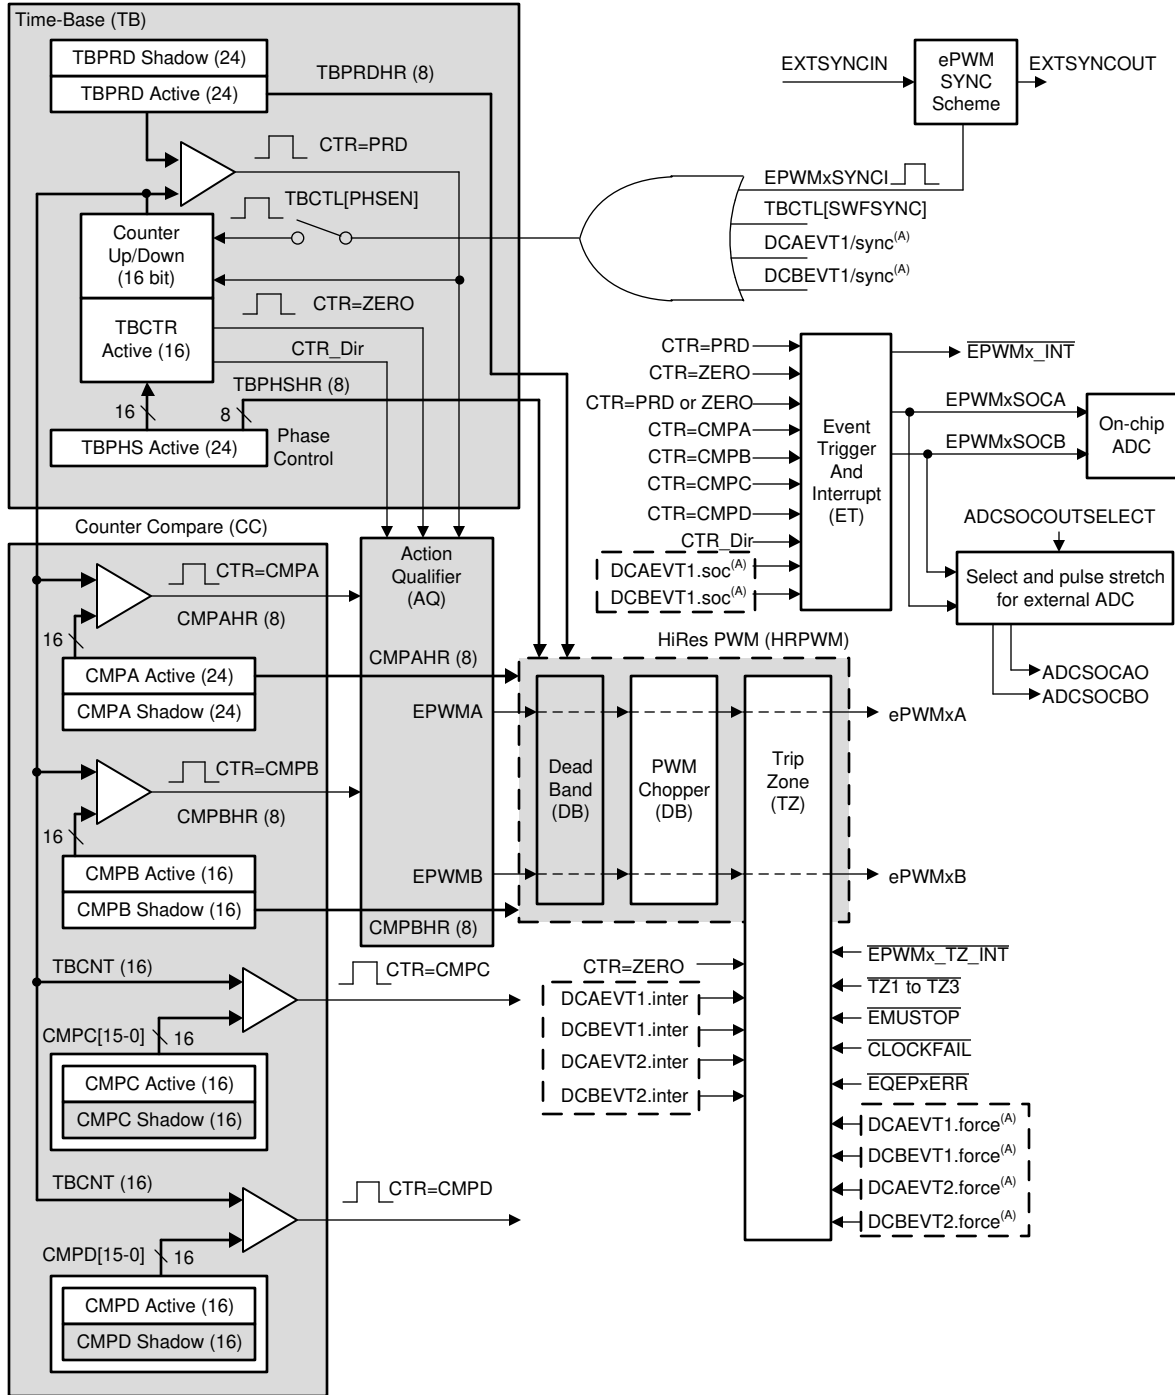 Time-Base (TB)
TBPRD Shadow (24)
TBPRD Active (24)
TBPRDHR (8)
CTR=PRD
TBCTL[PHSEN]
Counter
Up/Down
(16 bit)
CTR=ZERO
TBCTR
Active (16)
CTR_Dir
TBPHSHR (8)
16
8
TBPHS Active (24)
Phase
Control
EXTSYNCIN
ePWM
SYNC
Scheme
EXTSYNCOUT
EPWMxSYNCI
TBCTL[SWFSYNC]
DCAEVT1/sync(A)
DCBEVT1/sync(A)
CTR=PRD
CTR=ZERO
CTR=PRD or ZERO
CTR=CMPA
CTR=CMPB
CTR=CMPC
CTR=CMPD
CTR_Dir
DCAEVT1.soc(A)
DCBEVT1.soc(A)
Event
Trigger
And
Interrupt
(ET)
EPWMx_INT
EPWMxSOCA
EPWMxSOCB
On-chip
ADC
ADCSOCOUTSELECT
Select and pulse stretch
for external ADC
ADCSOCAO
ADCSOCBO
Counter Compare (CC)
CTR=CMPA
CMPAHR (8)
16
CMPA Active (24)
CMPA Shadow (24)
CTR=CMPB
CMPBHR (8)
16
CMPB Active (16)
CMPB Shadow (16)
TBCNT (16)
CTR=CMPC
CMPC[15-0]
16
CMPC Active (16)
CMPC Shadow (16)
TBCNT (16)
CTR=CMPD
CMPD[15-0]
16
CMPD Active (16)
CMPD Shadow (16)
Action
Qualifier
(AQ)
CMPAHR (8)
EPWMA
EPWMB
CMPBHR (8)
HiRes PWM (HRPWM)
Dead
Band
(DB)
PWM
Chopper
(DB)
Trip
Zone
(TZ)
ePWMxA
ePWMxB
CTR=ZERO
DCAEVT1.inter
DCBEVT1.inter
DCAEVT2.inter
DCBEVT2.inter
EPWMx_TZ_INT
TZ1 to TZ3
EMUSTOP
CLOCKFAIL
EQEPxERR
DCAEVT1.force(A)
DCBEVT1.force(A)
DCAEVT2.force(A)
DCBEVT2.force(A)